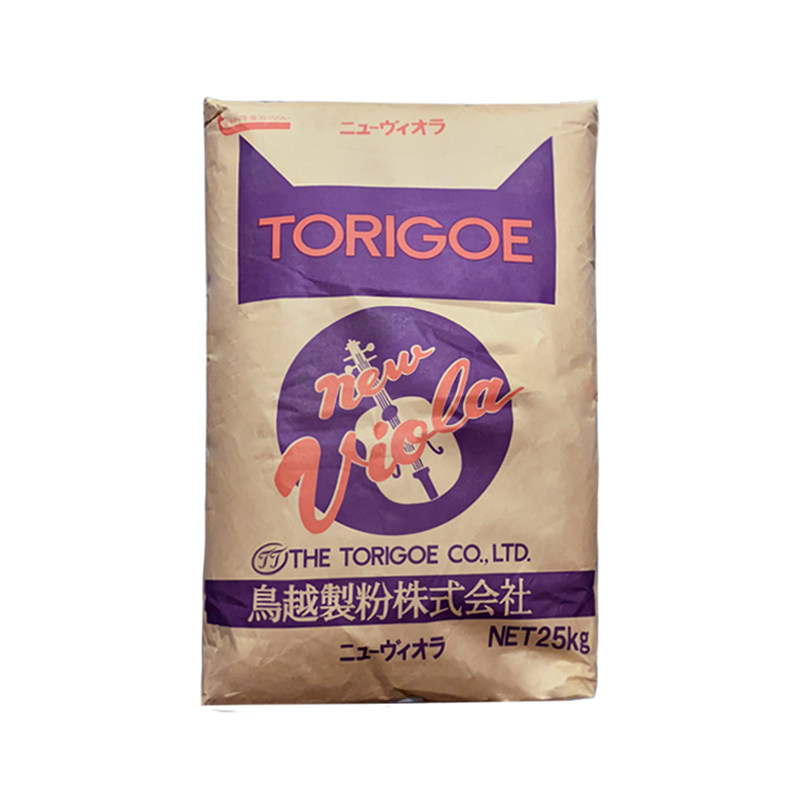 ニューヴィオラ
TORIGOE
new
Viola
THE TORIGOE CO., LTD.
鳥越製粉株式会社
NET25kg
ニューヴィオラ